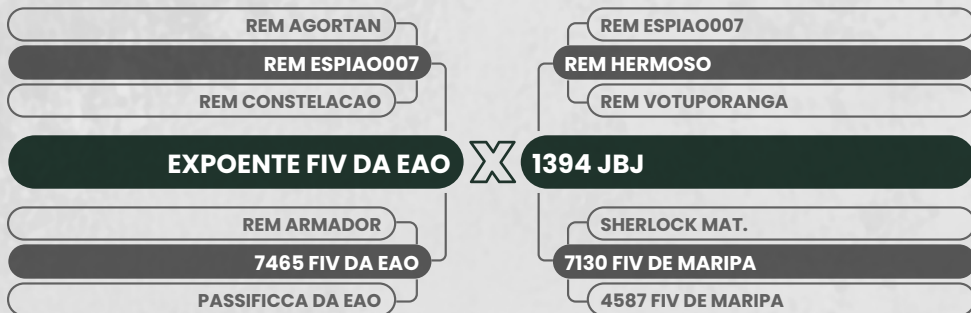 REM AGORTAN
REM ESPIAO007
REM CONSTELACAO
EXPOENTE FIV DA EAO
REM ARMADOR
7465 FIV DA EAO
PASSIFICCA DA EAO
X
REM ESPIAO007
REM HERMOSO
REM VOTUPORANGA
1394 JBJ
SHERLOCK MAT.
7130 FIV DE MARIPA
4587 FIV DE MARIPA